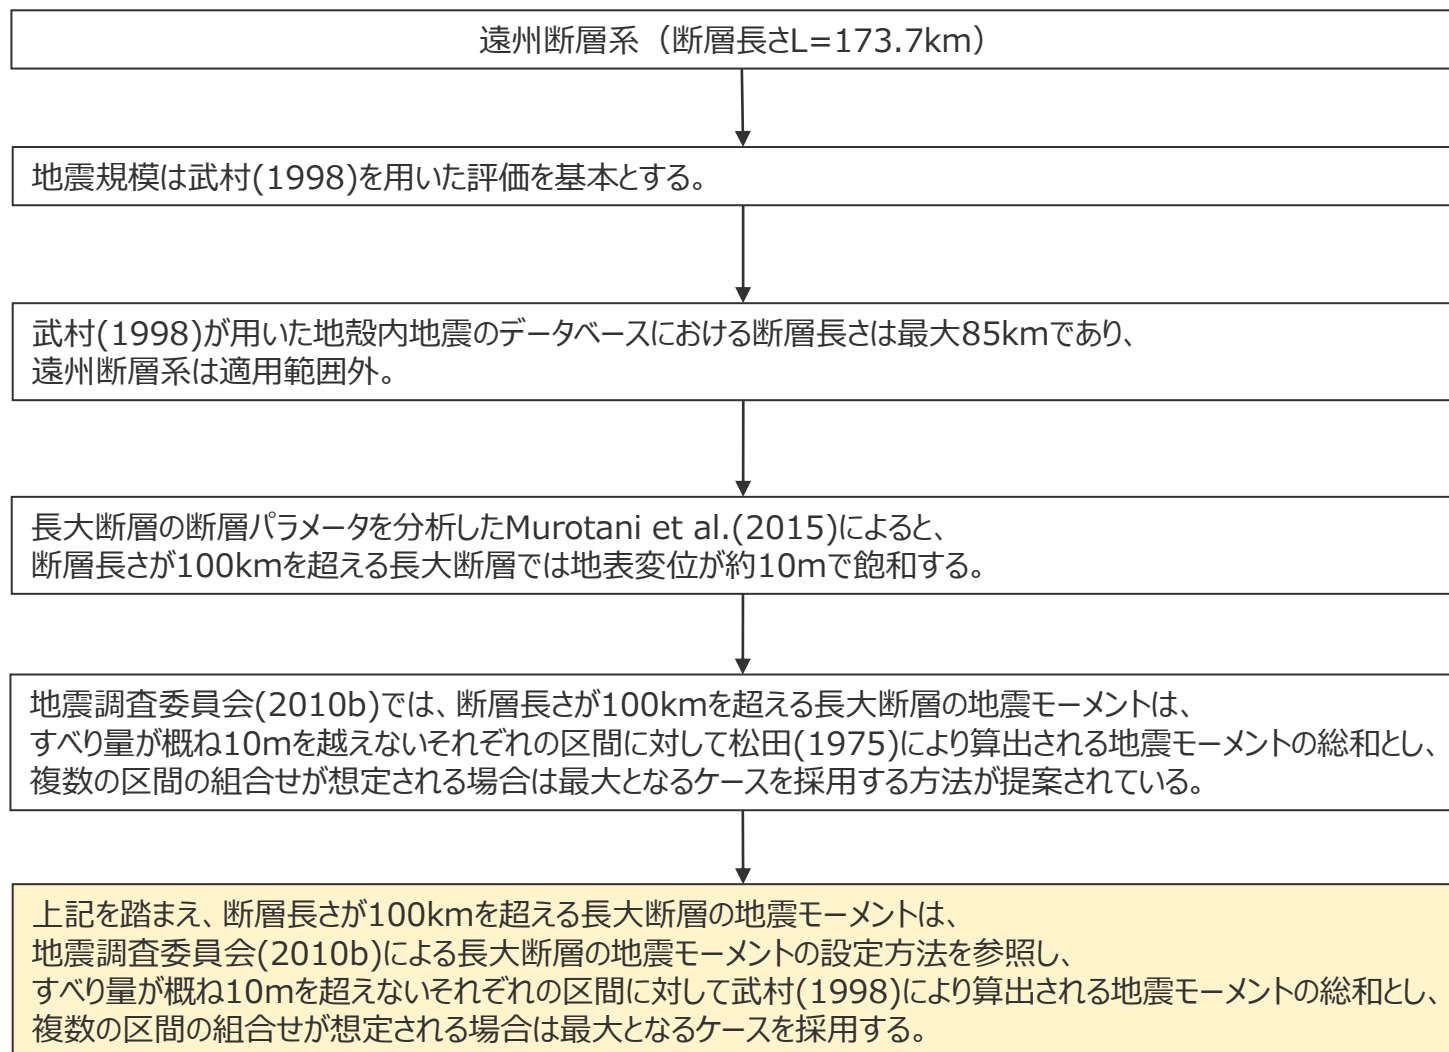 遠州断層系（断層長さL=173.7km）
地震規模は武村(1998)を用いた評価を基本とする。
武村(1998)が用いた地殻内地震のデータベースにおける断層長さは最大85kmであり、
遠州断層系は適用範囲外。
長大断層の断層パラメータを分析したMurotani et al.(2015)によると、
断層長さが100kmを超える長大断層では地表変位が約10mで飽和する。
地震調査委員会(2010b)では、断層長さが100kmを超える長大断層の地震モーメントは、
すべり量が概ね10mを越えないそれぞれの区間に対して松田(1975)により算出される地震モーメントの総和とし、
複数の区間の組合せが想定される場合は最大となるケースを採用する方法が提案されている。
上記を踏まえ、断層長さが100kmを超える長大断層の地震モーメントは、
地震調査委員会(2010b)による長大断層の地震モーメントの設定方法を参照し、
すべり量が概ね10mを超えないそれぞれの区間に対して武村(1998)により算出される地震モーメントの総和とし、
複数の区間の組合せが想定される場合は最大となるケースを採用する。